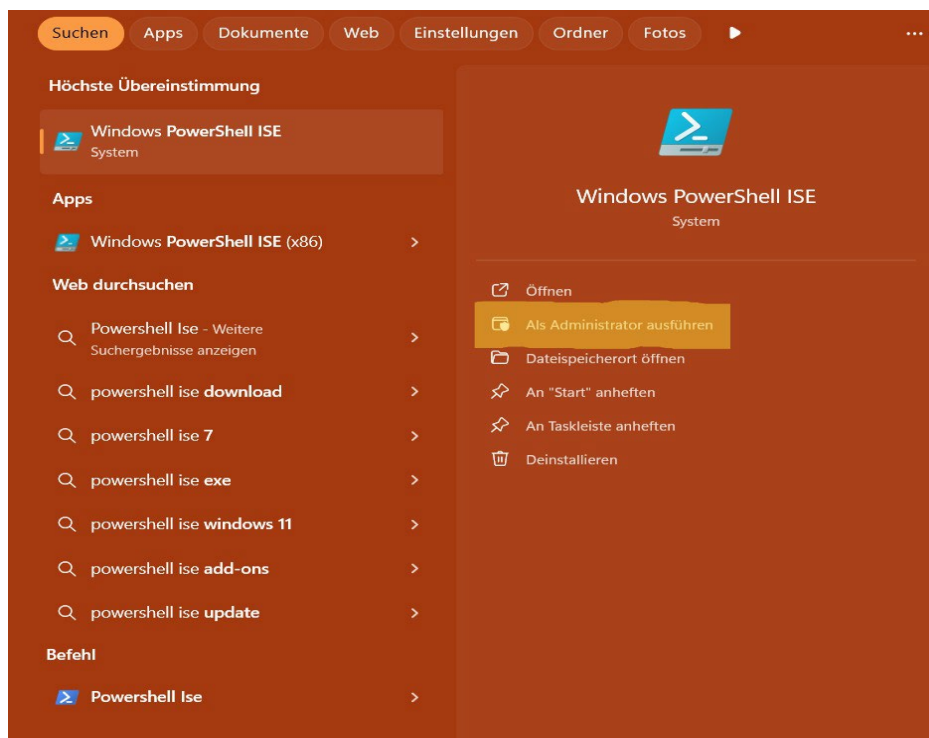 Suchen Apps Dokumente Web Einstellungen Ordner Fotos
Höchste Übereinstimmung
Windows PowerShell ISE
System
Apps
Windows PowerShell ISE (x86)
Web durchsuchen
Powershell Ise - Weitere
Suchergebnisse anzeigen
powershell ise download
powershell ise 7
powershell ise exe
powershell ise windows 11
powershell ise add-ons
powershell ise update
Befehl
Powershell Ise
Windows PowerShell ISE
System
Öffnen
Als Administrator ausführen
Dateispeicherort öffnen
An "Start" anheften
An Taskleiste anheften
Deinstallieren